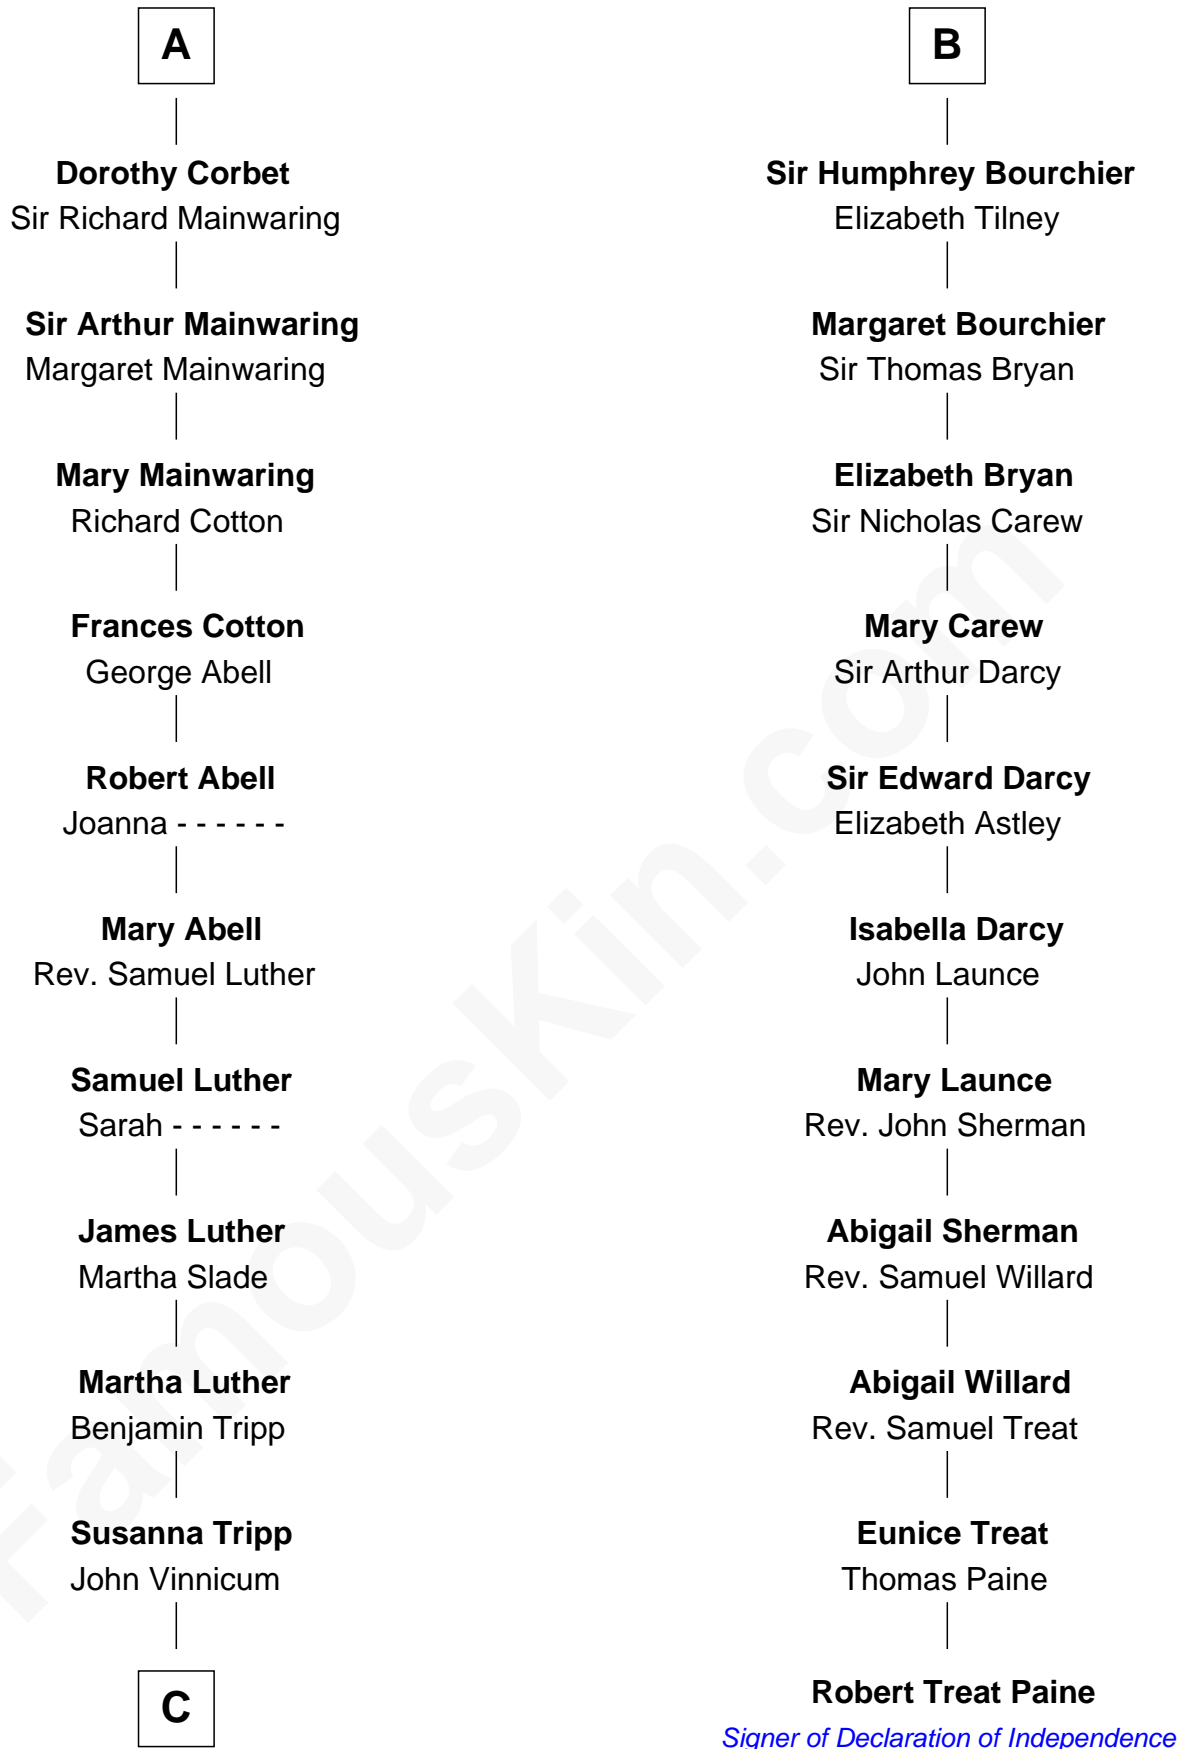 A
Dorothy Corbet
Sir Richard Mainwaring
Sir Arthur Mainwaring
Margaret Mainwaring
Mary Mainwaring
Richard Cotton
Frances Cotton
George Abell
Robert Abell
Joanna - - - - - -
Mary Abell
Rev. Samuel Luther
Samuel Luther
Sarah - - - - - -
James Luther
Martha Slade
Martha Luther
Benjamin Tripp
Susanna Tripp
John Vinnicum
C
B
Sir Humphrey Bourchier
Elizabeth Tilney
Margaret Bourchier
Sir Thomas Bryan
Elizabeth Bryan
Sir Nicholas Carew
Mary Carew
Sir Arthur Darcy
Sir Edward Darcy
Elizabeth Astley
Isabella Darcy
John Launce
Mary Launce
Rev. John Sherman
Abigail Sherman
Rev. Samuel Willard
Abigail Willard
Rev. Samuel Treat
Eunice Treat
Thomas Paine
Robert Treat Paine
Signer of Declaration of Independence
FamousKin.com